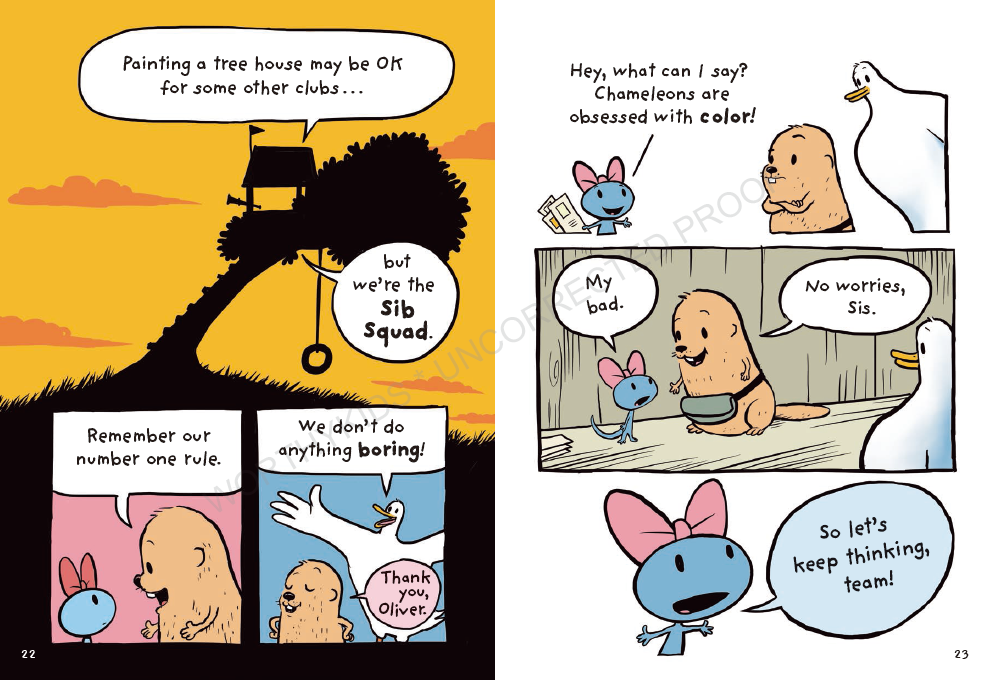 Painting a tree house may be OK
for some other clubs...
but
we're the
Sib
Squad.
Remember our
number one rule.
We don't do
anything boring!
Thank
you,
Oliver.
22
Hey, what can I say?
Chameleons are
obsessed with color!
My
bad.
No worries,
Sis.
So let's
keep thinking,
team!
23
WORTHYKIDS * UNCORRECTED PROOF